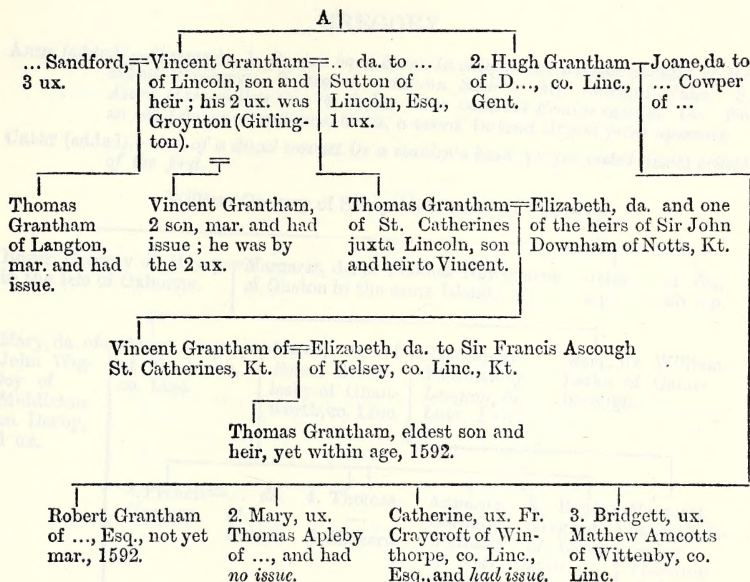 A
... Sandford,
3 ux.
Vincent Grantham
of Lincoln, son and
heir ; his 2 ux. was
Groynton (Girling-
ton).
.. da. to ...
Sutton of
Lincoln, Esq.,
1 ux.
2. Hugh Grantham
of D..., co. Linc.,
Gent.
Joane, da to
... Cowper
of ...
Thomas
Grantham
of Langton,
mar. and had
issue.
Vincent Grantham,
2 son, mar. and had
issue ; he was by
the 2 ux.
Thomas Grantham
of St. Catherines
juxta Lincoln, son
and heir to Vincent.
Elizabeth, da. and one
of the heirs of Sir John
Downham of Notts, Kt.
Vincent Grantham of
St. Catherines, Kt.
Elizabeth, da. to Sir Francis Ascough
of Kelsey, co. Linc., Kt.
Thomas Grantham, eldest son and
heir, yet within age, 1592.
Robert Grantham
of ..., Esq., not yet
mar., 1592.
2. Mary, ux.
Thomas Apleby
of ..., and had
no issue.
Catherine, ux. Fr.
Craycroft of Win-
thorpe, co. Linc.,
Esq., and had issue.
3. Bridgett, ux.
Mathew Amcotts
of Wittenby, co.
Linc.